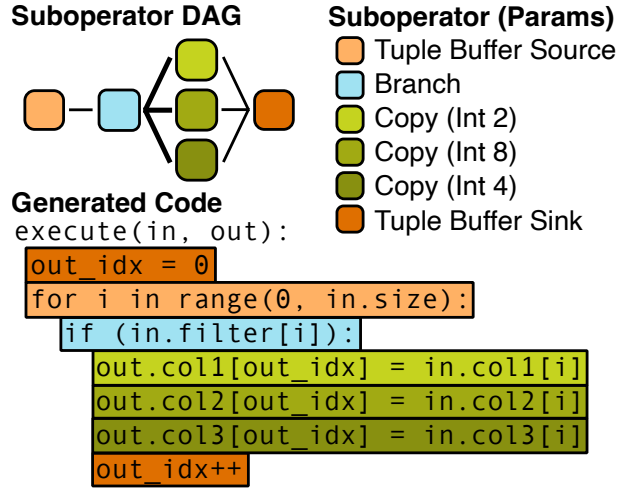 Suboperator DAG
Suboperator (Params)
Tuple Buffer Source
Branch
Copy (Int 2)
Copy (Int 8)
Copy (Int 4)
Tuple Buffer Sink
Generated Code
execute(in, out):
out_idx = 0
for i in range(0, in.size):
if (in.filter[i]):
out.col1[out_idx] = in.col1[i]
out.col2[out_idx] = in.col2[i]
out.col3[out_idx] = in.col3[i]
out_idx++